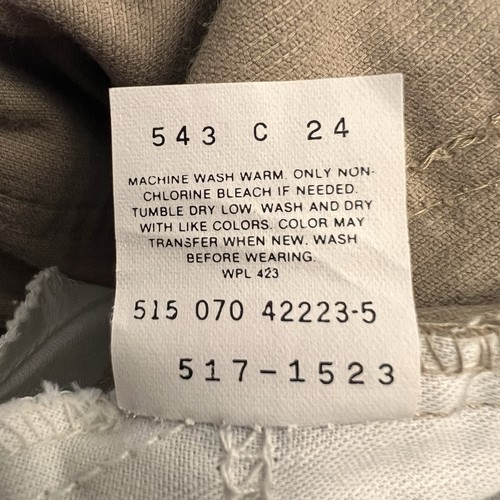 543 C 24
MACHINE WASH WARM. ONLY NON-
CHLORINE BLEACH IF NEEDED.
TUMBLE DRY LOW. WASH AND DRY
WITH LIKE COLORS. COLOR MAY
TRANSFER WHEN NEW. WASH
BEFORE WEARING.
WPL 423
515 070 42223-5
517-1523